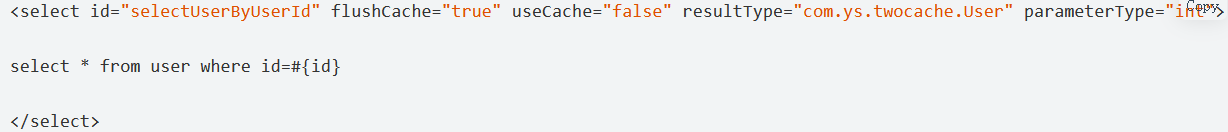 <select id="selectUserByUserId" flushCache="true" useCache="false" resultType="com.ys.twocache.User" parameterType="int">
Copy
select * from user where id=#{id}
</select>